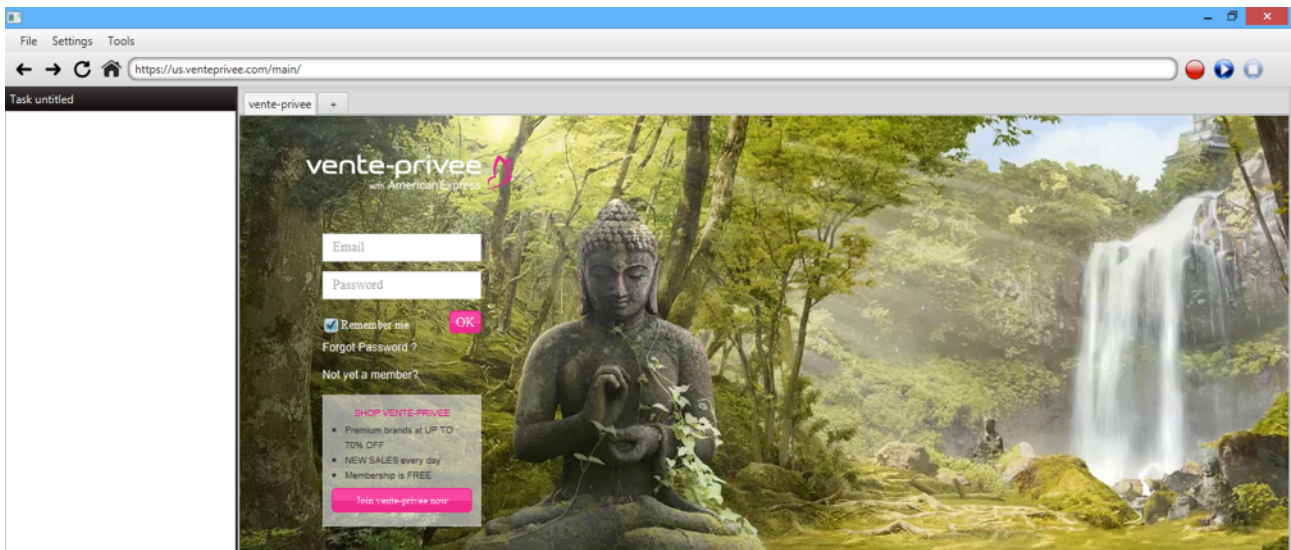 File Settings Tools
https://us.venteprivee.com/main/
Task untitled
vente-privee +
vente-privee
with American Express
Email
Password
Remember me
OK
Forgot Password ?
Not yet a member?
SHOP VENTE-PRIVEE
Premium brands at UP TO
70% OFF
NEW SALES every day
Membership is FREE
Join vente-privee now